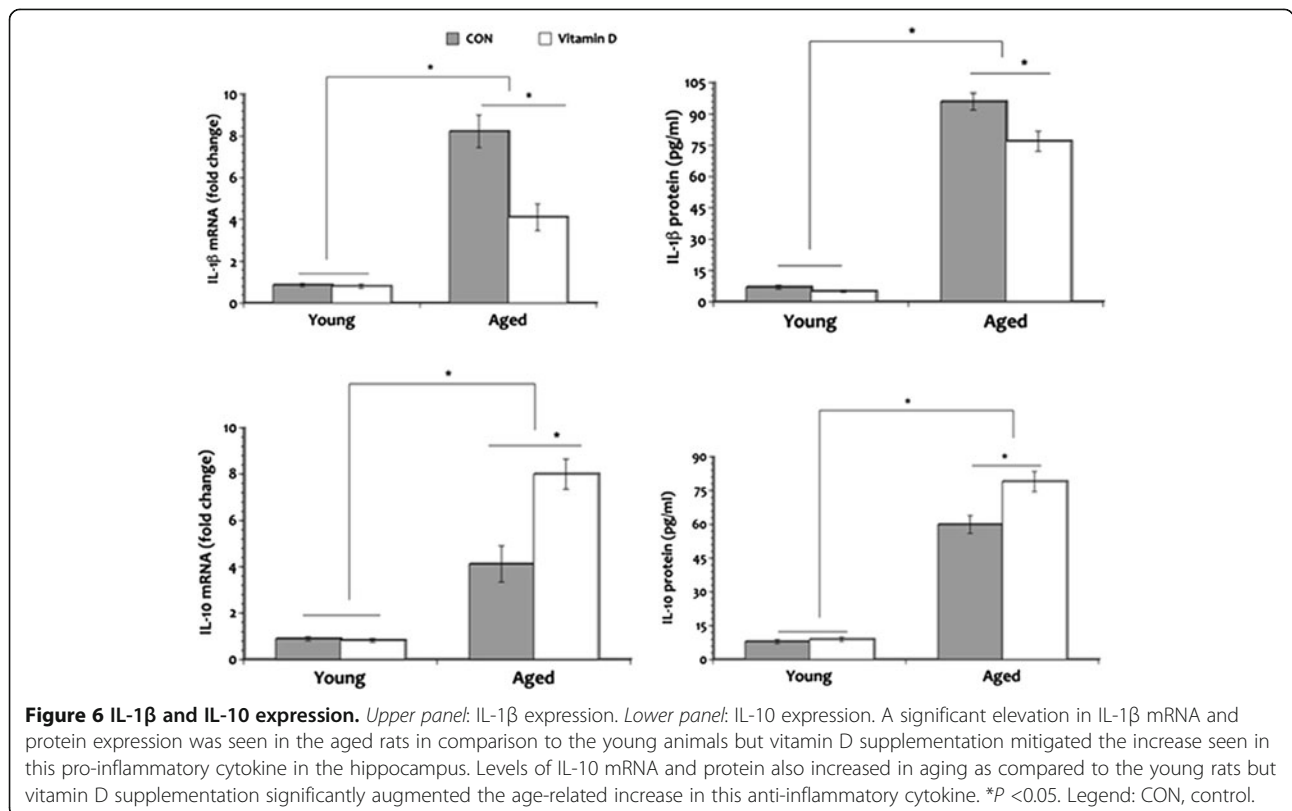 CON Vitamin D
*
*
IL-1β mRNA (fold change)
10
8
6
4
2
0
Young Aged
*
*
IL-1β protein (pg/ml)
105
90
75
60
45
30
15
0
Young Aged
*
*
IL-10 mRNA (fold change)
10
8
6
4
2
0
Young Aged
*
*
IL-10 protein (pg/ml)
90
75
60
45
30
15
0
Young Aged
Figure 6 IL-1β and IL-10 expression. Upper panel: IL-1β expression. Lower panel: IL-10 expression. A significant elevation in IL-1β mRNA and
protein expression was seen in the aged rats in comparison to the young animals but vitamin D supplementation mitigated the increase seen in
this pro-inflammatory cytokine in the hippocampus. Levels of IL-10 mRNA and protein also increased in aging as compared to the young rats but
vitamin D supplementation significantly augmented the age-related increase in this anti-inflammatory cytokine. *P <0.05. Legend: CON, control.